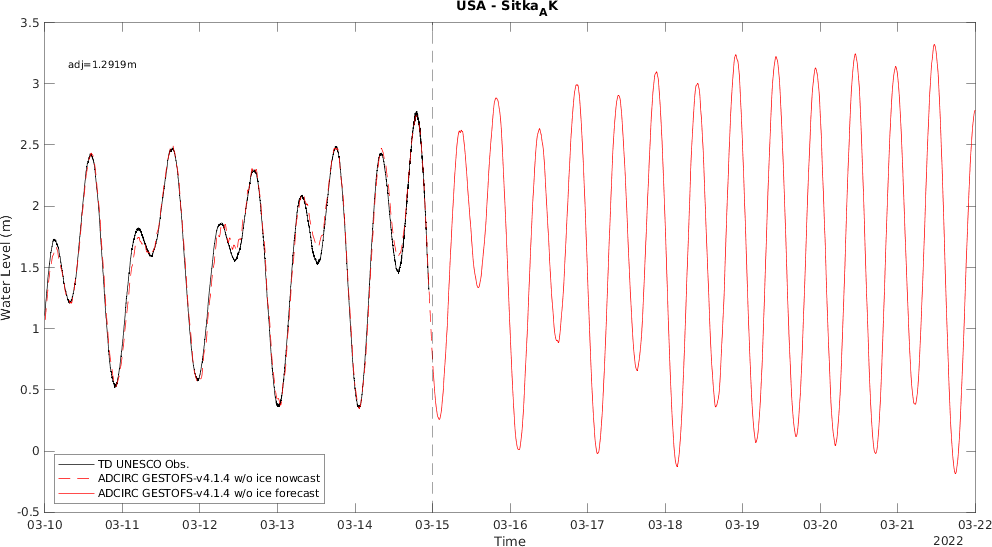 USA - Sitka_AK
adj=1.2919m
3.5
3
2.5
2
1.5
1
0.5
0
-0.5
Water Level (m)
TD UNESCO Obs.
ADCIRC GESTOFS-v4.1.4 w/o ice nowcast
ADCIRC GESTOFS-v4.1.4 w/o ice forecast
03-10 03-11 03-12 03-13 03-14 03-15 03-16 03-17 03-18 03-19 03-20 03-21 03-22
Time
2022